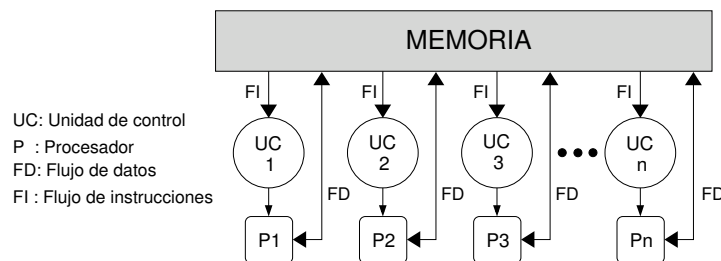 MEMORIA
FI FI FI FI FD
UC: Unidad de control
P : Procesador
FD: Flujo de datos
FI : Flujo de instrucciones
UC 1
UC 2
UC 3
UC n
FD FD FD FD
P1 P2 P3 Pn